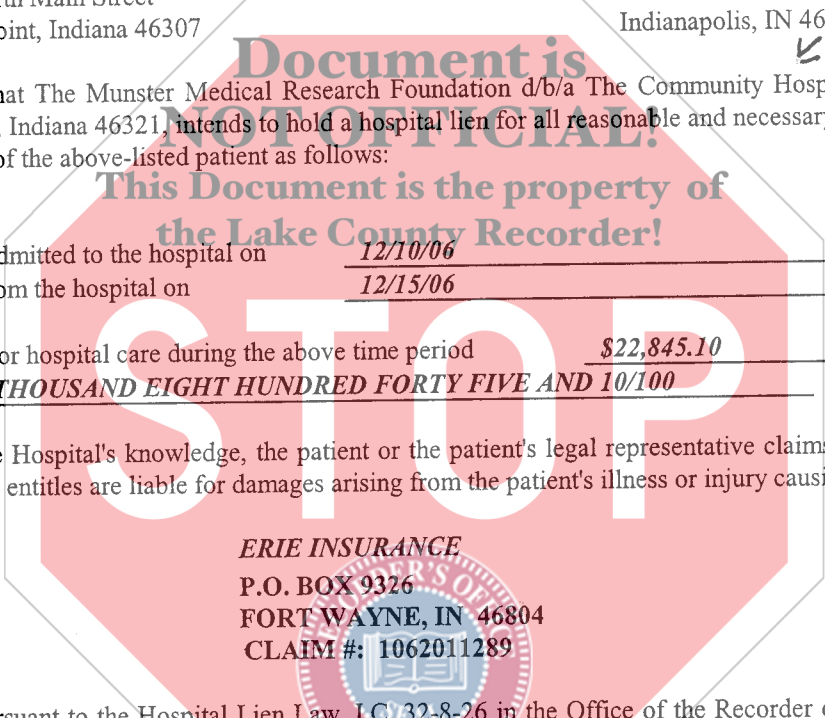 Main Street
oint, Indiana 46307
Indianapolis, IN 46
Document is
hat The Munster Medical Research Foundation d/b/a The Community Hosp
, Indiana 46321, intends to hold a hospital lien for all reasonable and necessar
NOT OFFICIAL!
of the above-listed patient as follows:
This Document is the property of
the Lake County Recorder!
dmitted to the hospital on 12/10/06
om the hospital on 12/15/06
STOP
or hospital care during the above time period $22,845.10
THOUSAND EIGHT HUNDRED FORTY FIVE AND 10/100
e Hospital's knowledge, the patient or the patient's legal representative claims
entitles are liable for damages arising from the patient's illness or injury causi
ERIE INSURANCE
P.O. BOX 9326
FORT WAYNE, IN 46804
CLAIM #: 1062011289
RECORDER'S OFFICE
rsuant to the Hospital Lien Law, I.C. 32-8-26 in the Office of the Recorder